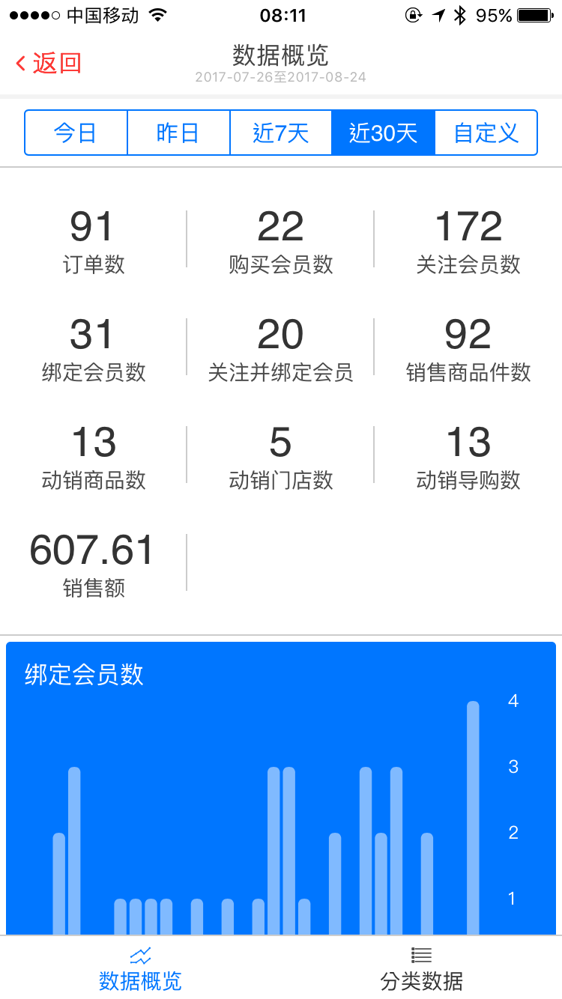 中国移动 08:11 95%
返回 数据概览
2017-07-26至2017-08-24
今日 昨日 近7天 近30天 自定义
91 22 172
订单数 购买会员数 关注会员数
31 20 92
绑定会员数 关注并绑定会员 销售商品件数
13 5 13
动销商品数 动销门店数 动销导购数
607.61
销售额
绑定会员数
4
3
2
1
数据概览 分类数据